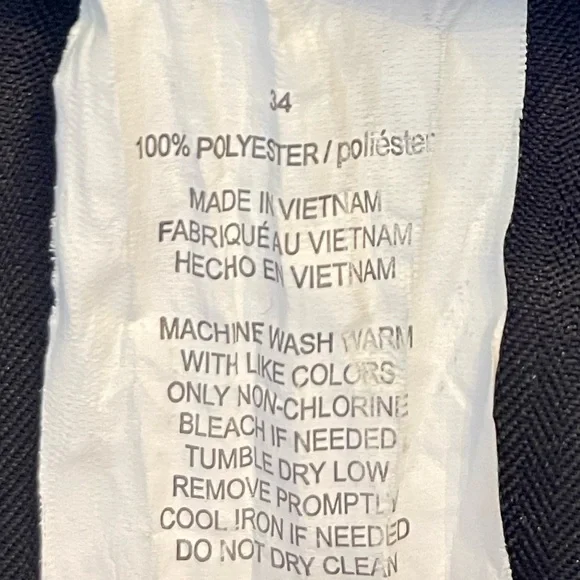 34
100% POLYESTER / poliéster
MADE IN VIETNAM
FABRIQUÉ AU VIETNAM
HECHO EN VIETNAM
MACHINE WASH WARM
WITH LIKE COLORS
ONLY NON-CHLORINE
BLEACH IF NEEDED
TUMBLE DRY LOW
REMOVE PROMPTLY
COOL IRON IF NEEDED
DO NOT DRY CLEAN